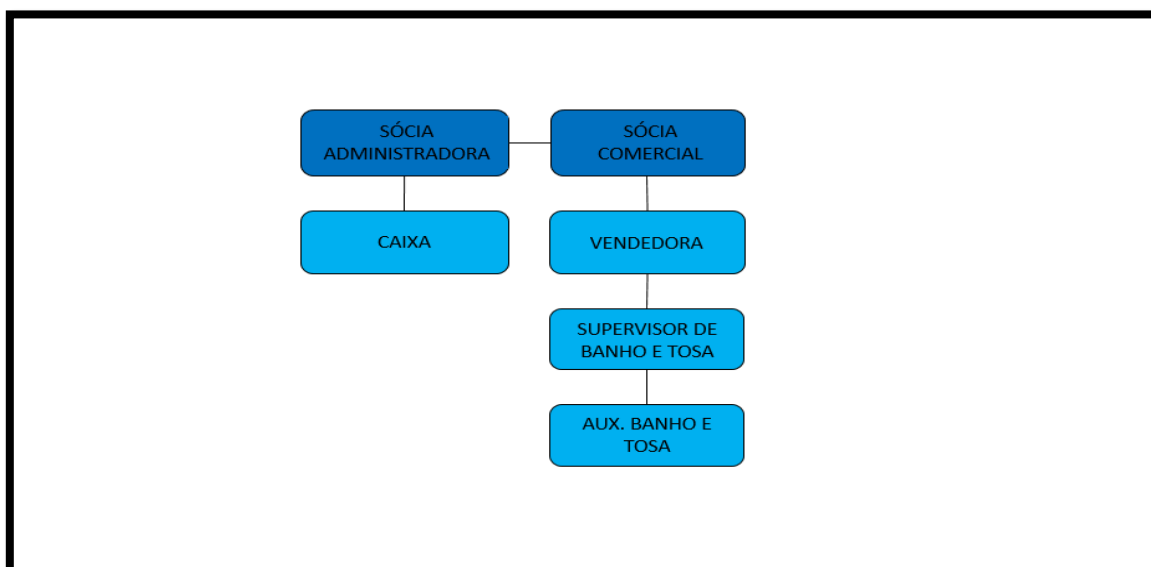 SÓCIA
ADMINISTRADORA
SÓCIA
COMERCIAL
CAIXA
VENDEDORA
SUPERVISOR DE
BANHO E TOSA
AUX. BANHO E
TOSA